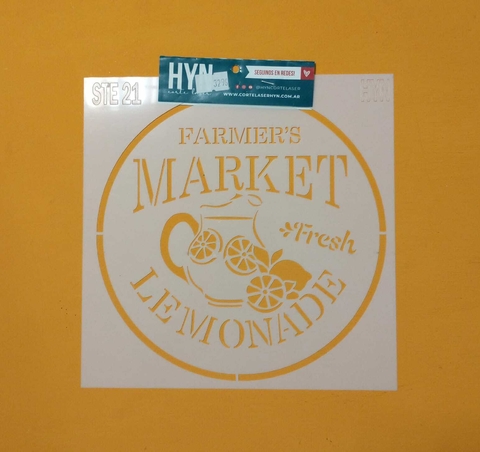 HYN
SEGUINOS EN REDES!
WWW.CORTELASERHYN.COM.AR
STE 21
FARMER'S
MARKET
Fresh
LEMONADE